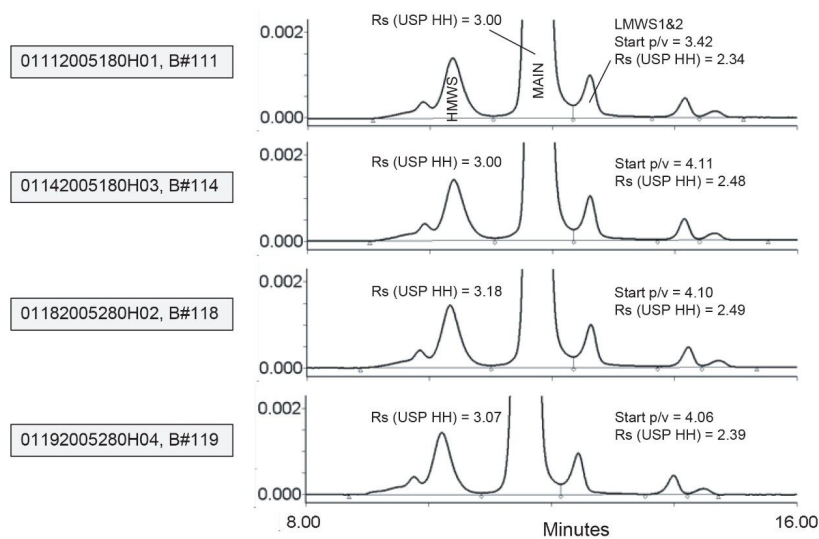 0.002
Rs (USP HH) = 3.00
LMWS1&2
Start p/v = 3.42
Rs (USP HH) = 2.34
01112005180H01, B#111
HMWS
MAIN
0.000
0.002
Rs (USP HH) = 3.00
Start p/v = 4.11
Rs (USP HH) = 2.48
01142005180H03, B#114
0.000
0.002
Rs (USP HH) = 3.18
Start p/v = 4.10
Rs (USP HH) = 2.49
01182005280H02, B#118
0.000
0.002
Rs (USP HH) = 3.07
Start p/v = 4.06
Rs (USP HH) = 2.39
01192005280H04, B#119
0.000
8.00
Minutes
16.00